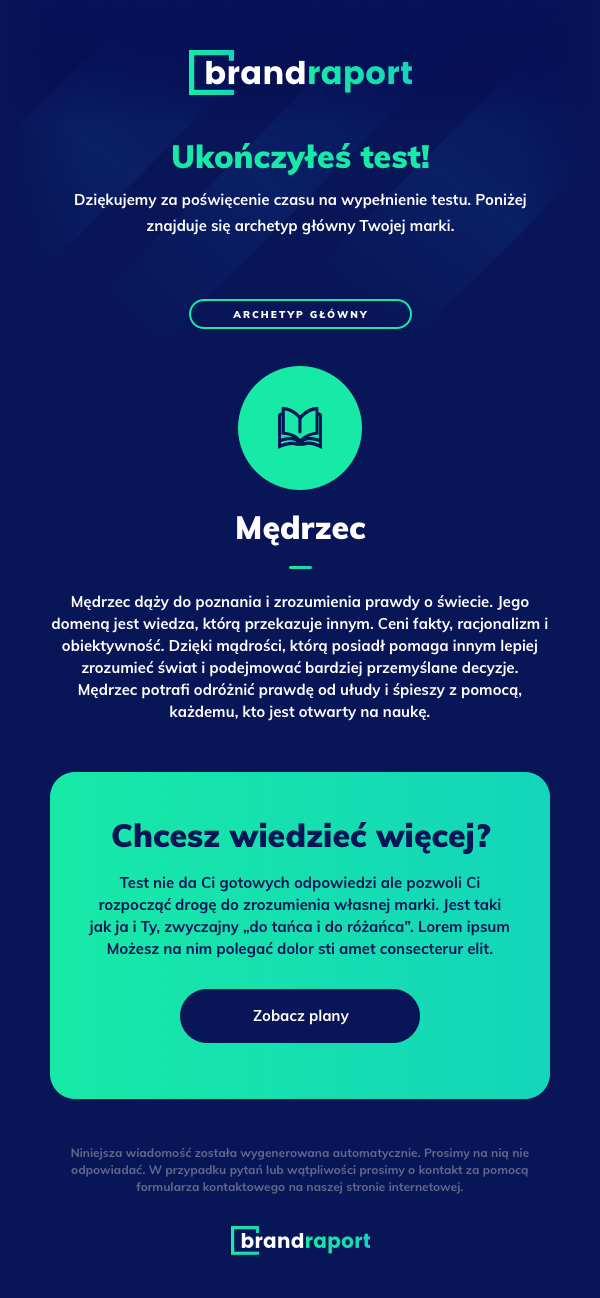 brandraport
Ukończyłeś test!
Dziękujemy za poświęcenie czasu na wypełnienie testu. Poniżej
znajduje się archetyp główny Twojej marki.
ARCHETYP GŁÓWNY
Mędrzec
Mędrzec dąży do poznania i zrozumienia prawdy o świecie. Jego
domeną jest wiedza, którą przekazuje innym. Ceni fakty, racjonalizm i
obiektywność. Dzięki mądrości, którą posiadł pomaga innym lepiej
zrozumieć świat i podejmować bardziej przemyślane decyzje.
Mędrzec potrafi odróżnić prawdę od ułudy i śpieszy z pomocą,
każdemu, kto jest otwarty na naukę.
Chcesz wiedzieć więcej?
Test nie da Ci gotowych odpowiedzi ale pozwoli Ci
rozpocząć drogę do zrozumienia własnej marki. Jest taki
jak ja i Ty, zwyczajny „do tańca i do różańca”. Lorem ipsum
Możesz na nim polegać dolor sti amet consecterur elit.
Zobacz plany
Niniejsza wiadomość została wygenerowana automatycznie. Prosimy na nią nie
odpowiadać. W przypadku pytań lub wątpliwości prosimy o kontakt za pomocą
formularza kontaktowego na naszej stronie internetowej.
brandraport